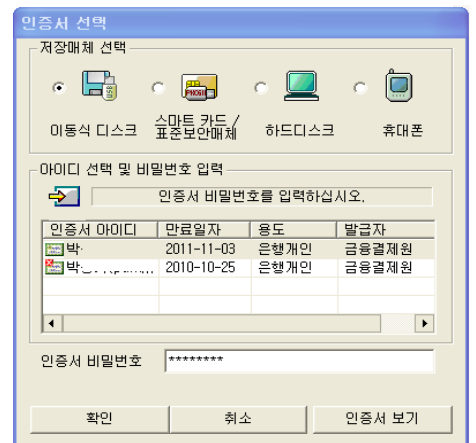 인증서 선택
저장매체 선택
이동식 디스크
스마트 카드 / 표준보안매체
하드디스크
휴대폰
아이디 선택 및 비밀번호 입력
인증서 비밀번호를 입력하십시오.
인증서 아이디 만료일자 용도 발급자
박 2011-11-03 은행개인 금융결제원
박 2010-10-25 은행개인 금융결제원
인증서 비밀번호 ********
확인 취소 인증서 보기